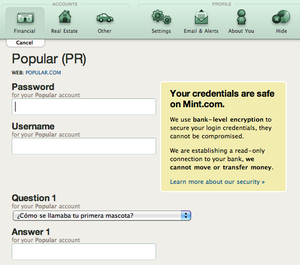 ACCOUNTS
PROFILE
Financial
Real Estate
Other
Settings
Email & Alerts
About You
Hide
Cancel
Popular (PR)
WEB: POPULAR.COM
Password
for your Popular account
Username
for your Popular account
Your credentials are safe
on Mint.com.
We use bank-level encryption to
secure your login credentials, they
cannot be compromised.
We are establishing a read-only
connection to your bank, we
cannot move or transfer money.
Learn more about our security »
Question 1
for your Popular account
¿Cómo se llamaba tu primera mascota?
Answer 1
for your Popular account